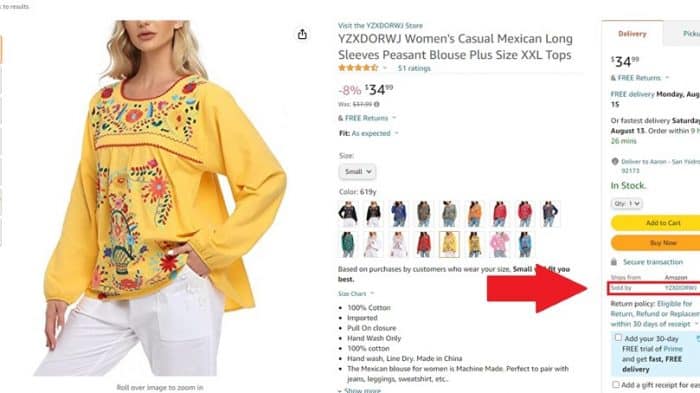 to results
Visit the YZXDORWJ Store
YZXDORWJ Women's Casual Mexican Long
Sleeves Peasant Blouse Plus Size XXL Tops
51 ratings
-8% $34.99
Was: $37.99
& FREE Returns
Fit: As expected
Size:
Small
Color: 619y
Based on purchases by customers who wear your size, Small fit you
best.
Size Chart
• 100% Cotton
• Imported
• Pull On closure
• Hand Wash Only
• 100% cotton
• Hand wash, Line Dry. Made in China
• The Mexican blouse for women is Machine Made. Perfect to pair with
jeans, leggings, sweatshirt, etc..
Show more
Roll over image to zoom in
Delivery
Pickup
$34.99
& FREE Returns
FREE delivery Monday, Aug
15
Or fastest delivery Saturday
August 13. Order within 9 h
26 mins
Deliver to Aaron - San Ysidro
92173
In Stock.
Qty: 1
Add to Cart
Buy Now
Secure transaction
Ships from Amazon
Sold by YZXDORWJ
Return policy: Eligible for
Return, Refund or Replacem
within 30 days of receipt
Add your 30-day
FREE trial of Prime
and get fast, FREE
delivery
Add a gift receipt for eas